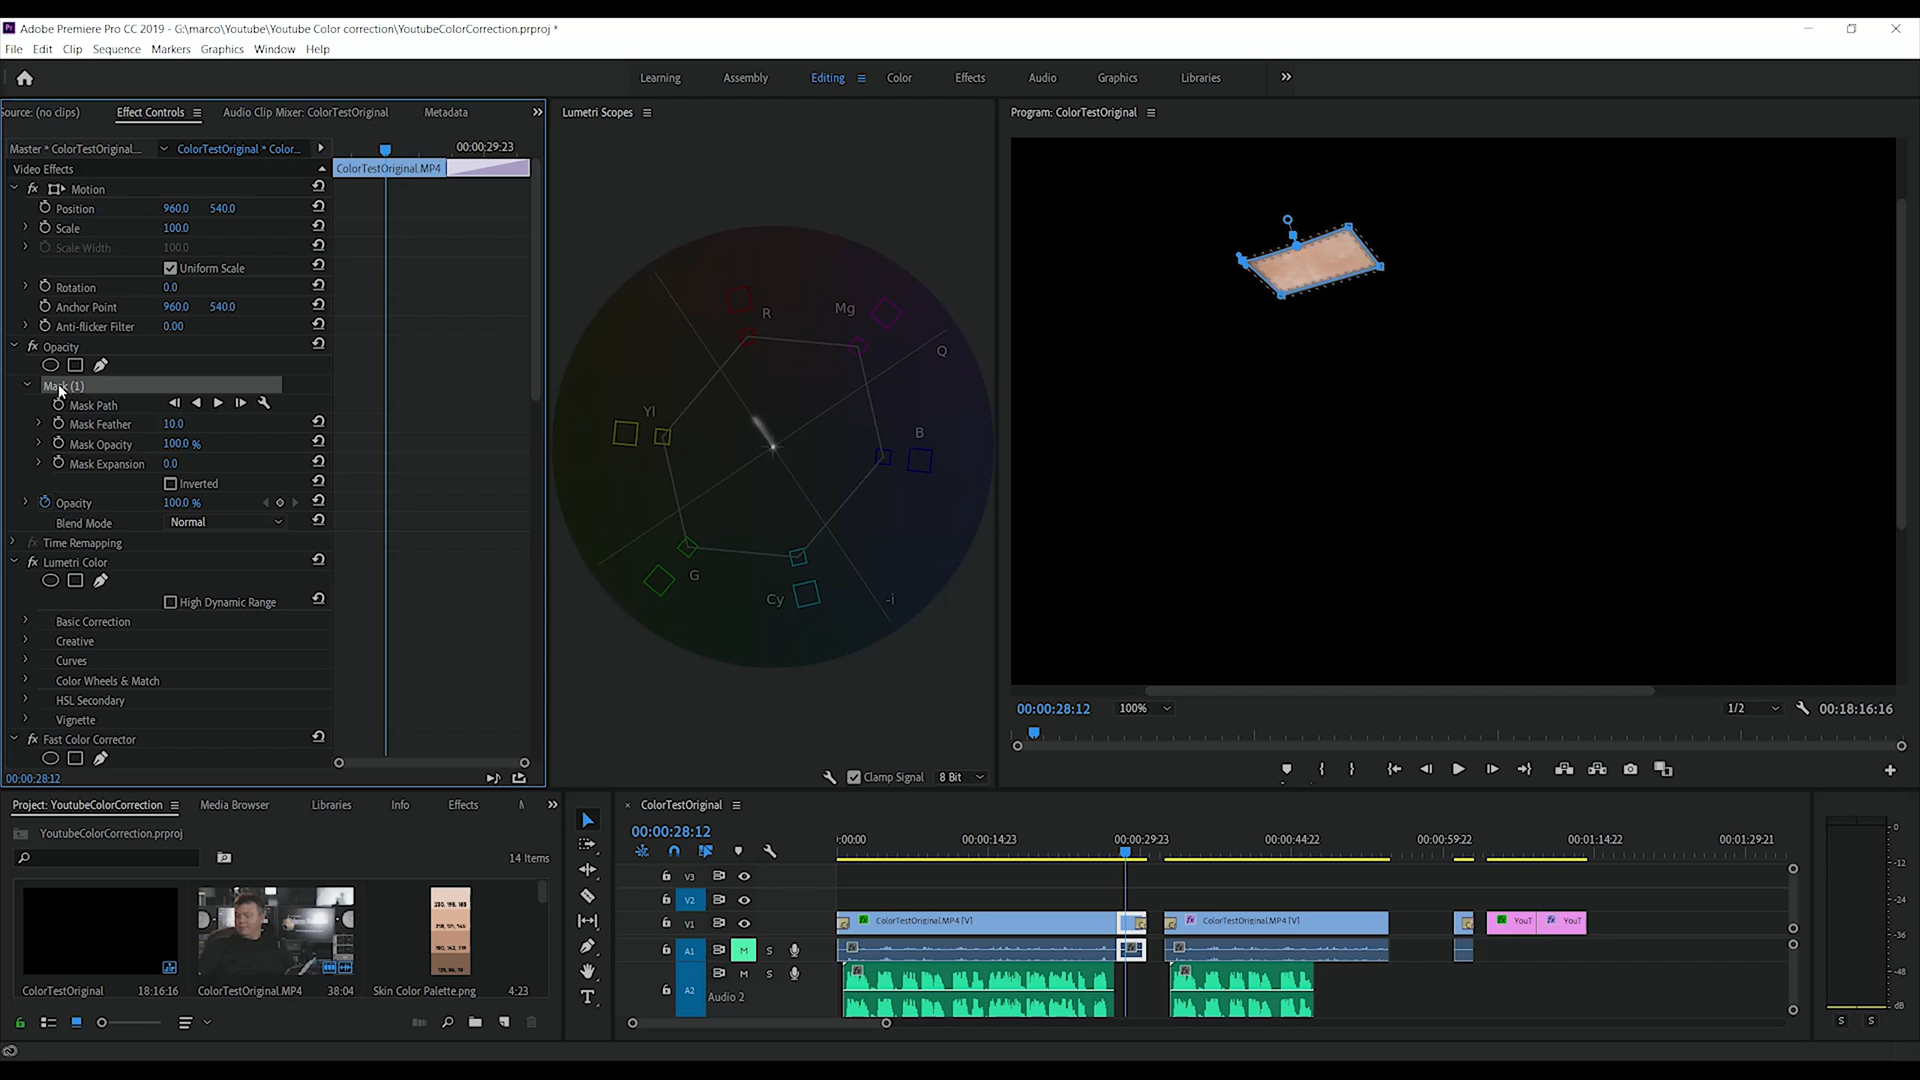 Adobe Premiere Pro CC 2019 - G:\marco\Youtube\Youtube Color correction\YoutubeColorCorrection.prproj *
File Edit Clip Sequence Markers Graphics Window Help
Learning Assembly Editing Color Effects Audio Graphics Libraries
Source: (no clips) Effect Controls Audio Clip Mixer: ColorTestOriginal Metadata
Lumetri Scopes
Program: ColorTestOriginal
Master * ColorTestOriginal.... ColorTestOriginal * Color... 00:00:29:23
Video Effects
ColorTestOriginal.MP4
fx Motion
Position 960.0 540.0
Scale 100.0
Scale Width 100.0
Uniform Scale
Rotation 0.0
Anchor Point 960.0 540.0
Anti-flicker Filter 0.00
fx Opacity
Mask (1)
Mask Path
Mask Feather 10.0
Mask Opacity 100.0 %
Mask Expansion 0.0
Inverted
Opacity 100.0 %
Blend Mode Normal
fx Time Remapping
fx Lumetri Color
High Dynamic Range
Basic Correction
Creative
Curves
Color Wheels & Match
HSL Secondary
Vignette
fx Fast Color Corrector
00:00:28:12
R Mg Q
Yl B
G Cy -i
Clamp Signal 8 Bit
00:00:28:12 100% 1/2 00:18:16:16
Project: YoutubeColorCorrection Media Browser Libraries Info Effects
YoutubeColorCorrection.prproj
14 Items
ColorTestOriginal 18:16:16
ColorTestOriginal.MP4 38:04
Skin Color Palette.png 4:23
ColorTestOriginal
00:00:28:12
:00:00 00:00:14:23 00:00:29:23 00:00:44:22 00:00:59:22 00:01:14:22 00:01:29:21
V3
V2
V1
ColorTestOriginal.MP4 [V] ColorTestOriginal.MP4 [V] YouT YouT
A1 M S
A2 M S
Audio 2
0
-12
-24
-36
-48
dB
S S